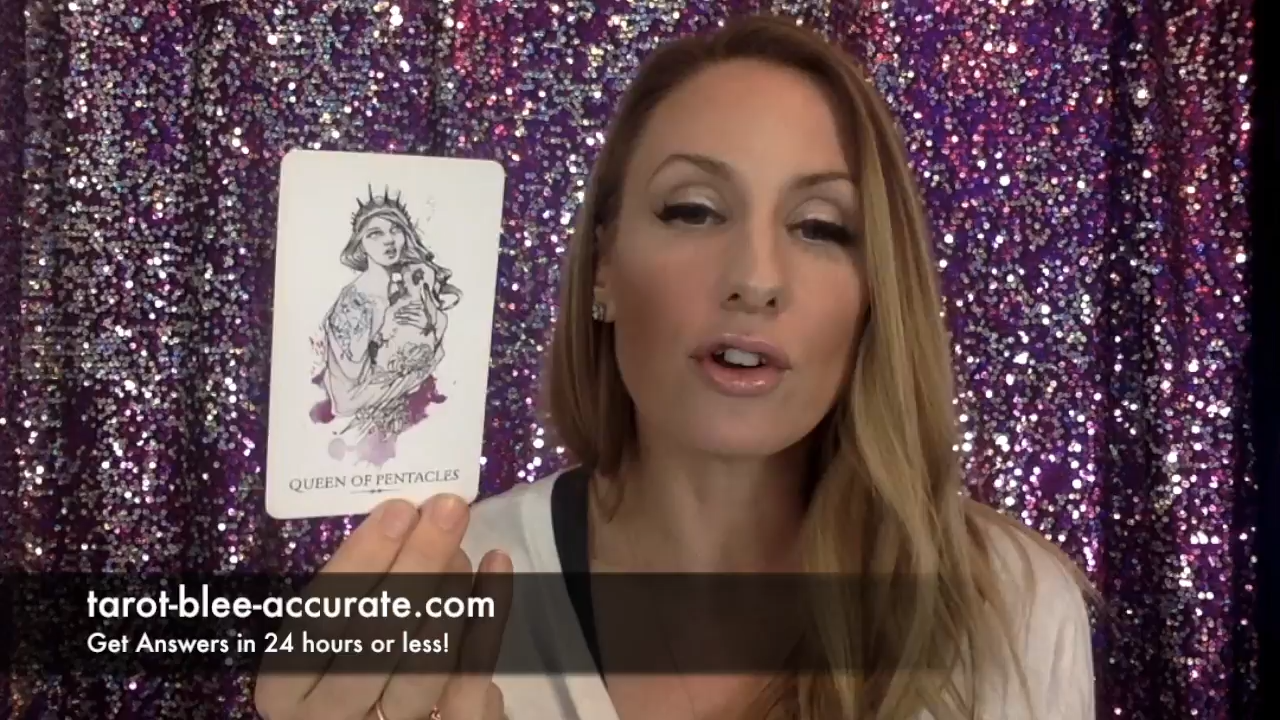 QUEEN OF PENTACLES
tarot-blee-accurate.com
Get Answers in 24 hours or less!